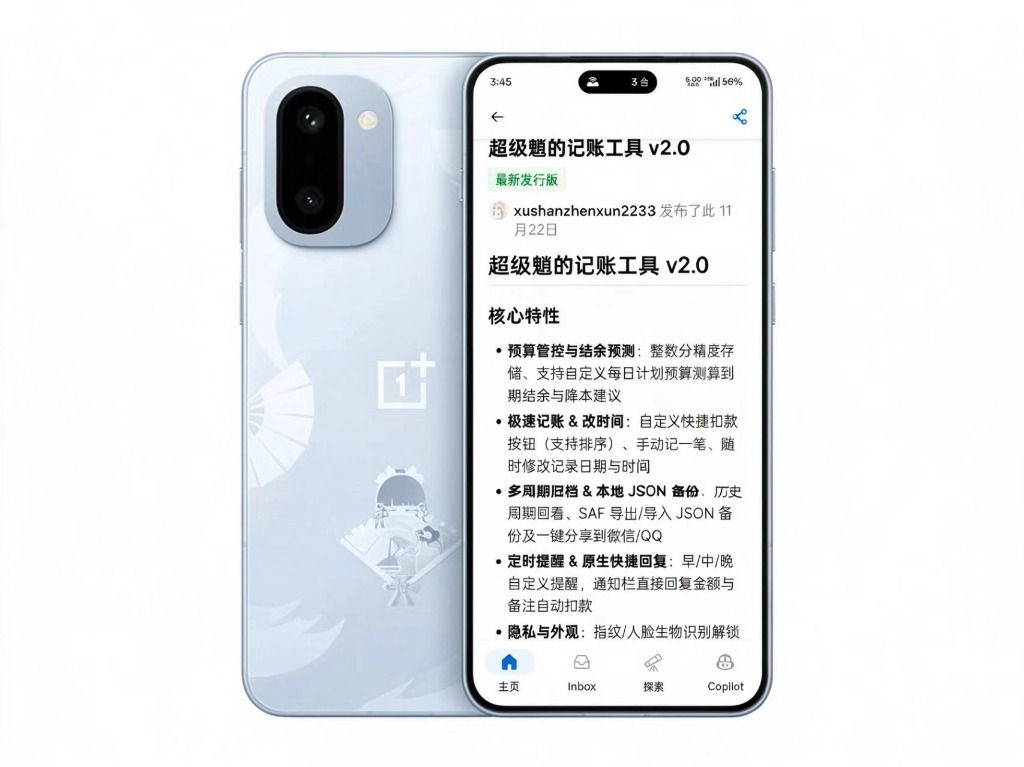 1
3:45
3 台
6.00
56%
超级魈的记账工具 v2.0
最新发行版
xushanzhenxun2233 发布了此 11
月22日
超级魈的记账工具 v2.0
核心特性
• 预算管控与结余预测：整数分精度存
储、支持自定义每日计划预算测算到
期结余与降本建议
• 极速记账 & 改时间：自定义快捷扣款
按钮（支持排序）、手动记一笔、随
时修改记录日期与时间
• 多周期归档 & 本地 JSON 备份．历史
周期回看、SAF 导出/导入 JSON 备
份及一键分享到微信/QQ
• 定时提醒 & 原生快捷回复：早/中/晚
自定义提醒，通知栏直接回复金额与
备注自动扣款
• 隐私与外观：指纹/人脸生物识别解锁
主页
Inbox
探索
Copilot